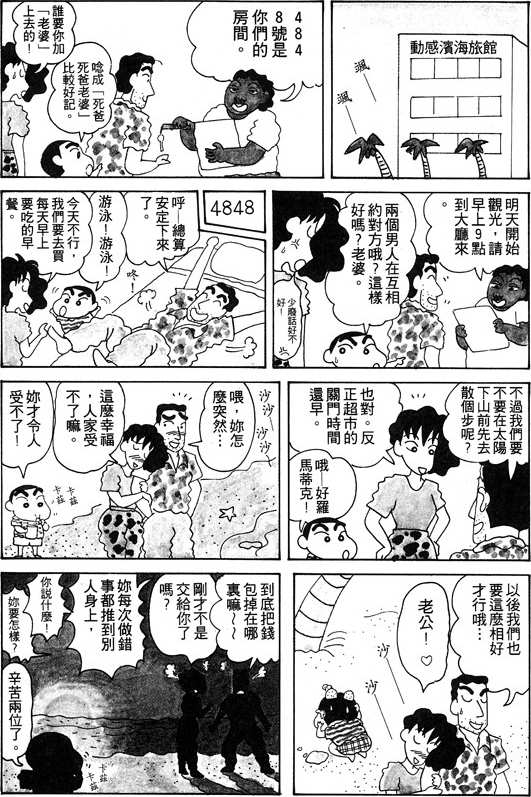 動感濱海旅館
颯
颯
484
8號是
你們的
房間。
唸成「死爸
死爸老婆」
比較好記。
誰要你加
「老婆」
上去的!
明天開始
觀光,請
早上9點
到大廳來
兩個男人在互相
約對方哦?這樣
好嗎?老婆。
少廢話好不
好!
4848
呼—總算
安定下來
了。
咚!
游泳!游泳!
今天不行,
我們要去買
每天早上
要吃的早
餐。
不過我們要
不要在太陽
下山前先去
散個步呢?
也對。反
正超市的
關門時間
還早。
哦—好羅
馬蒂克!
沙
沙
沙
喂,妳怎
麼突然…
這麼幸福
,人家受
不了嘛。
妳才令人
受不了!
卡茲
卡茲
以後我們也
要這麼相好
才行哦…
老公!♡
沙
沙
到底把錢
包掉在哪
裏嘛~~
剛才不是
交給你了
嗎?
妳每次做錯
事都推到別
人身上,
你說什麼!
妳要怎樣?
辛苦兩位了。
卡茲
卡茲